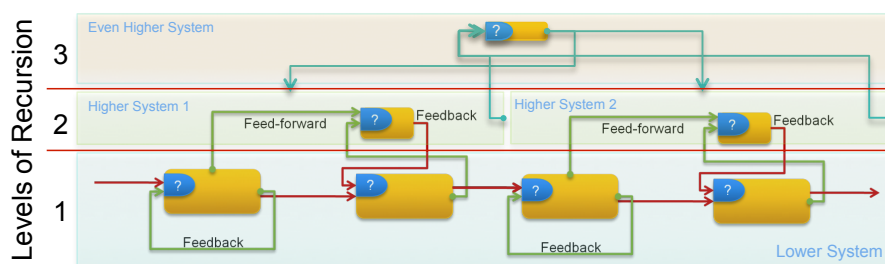 Levels of Recursion
3
Even Higher System
?
2
Higher System 1
Feed-forward
?
Feedback
Higher System 2
Feed-forward
?
Feedback
1
?
Feedback
?
?
Feedback
?
Lower System